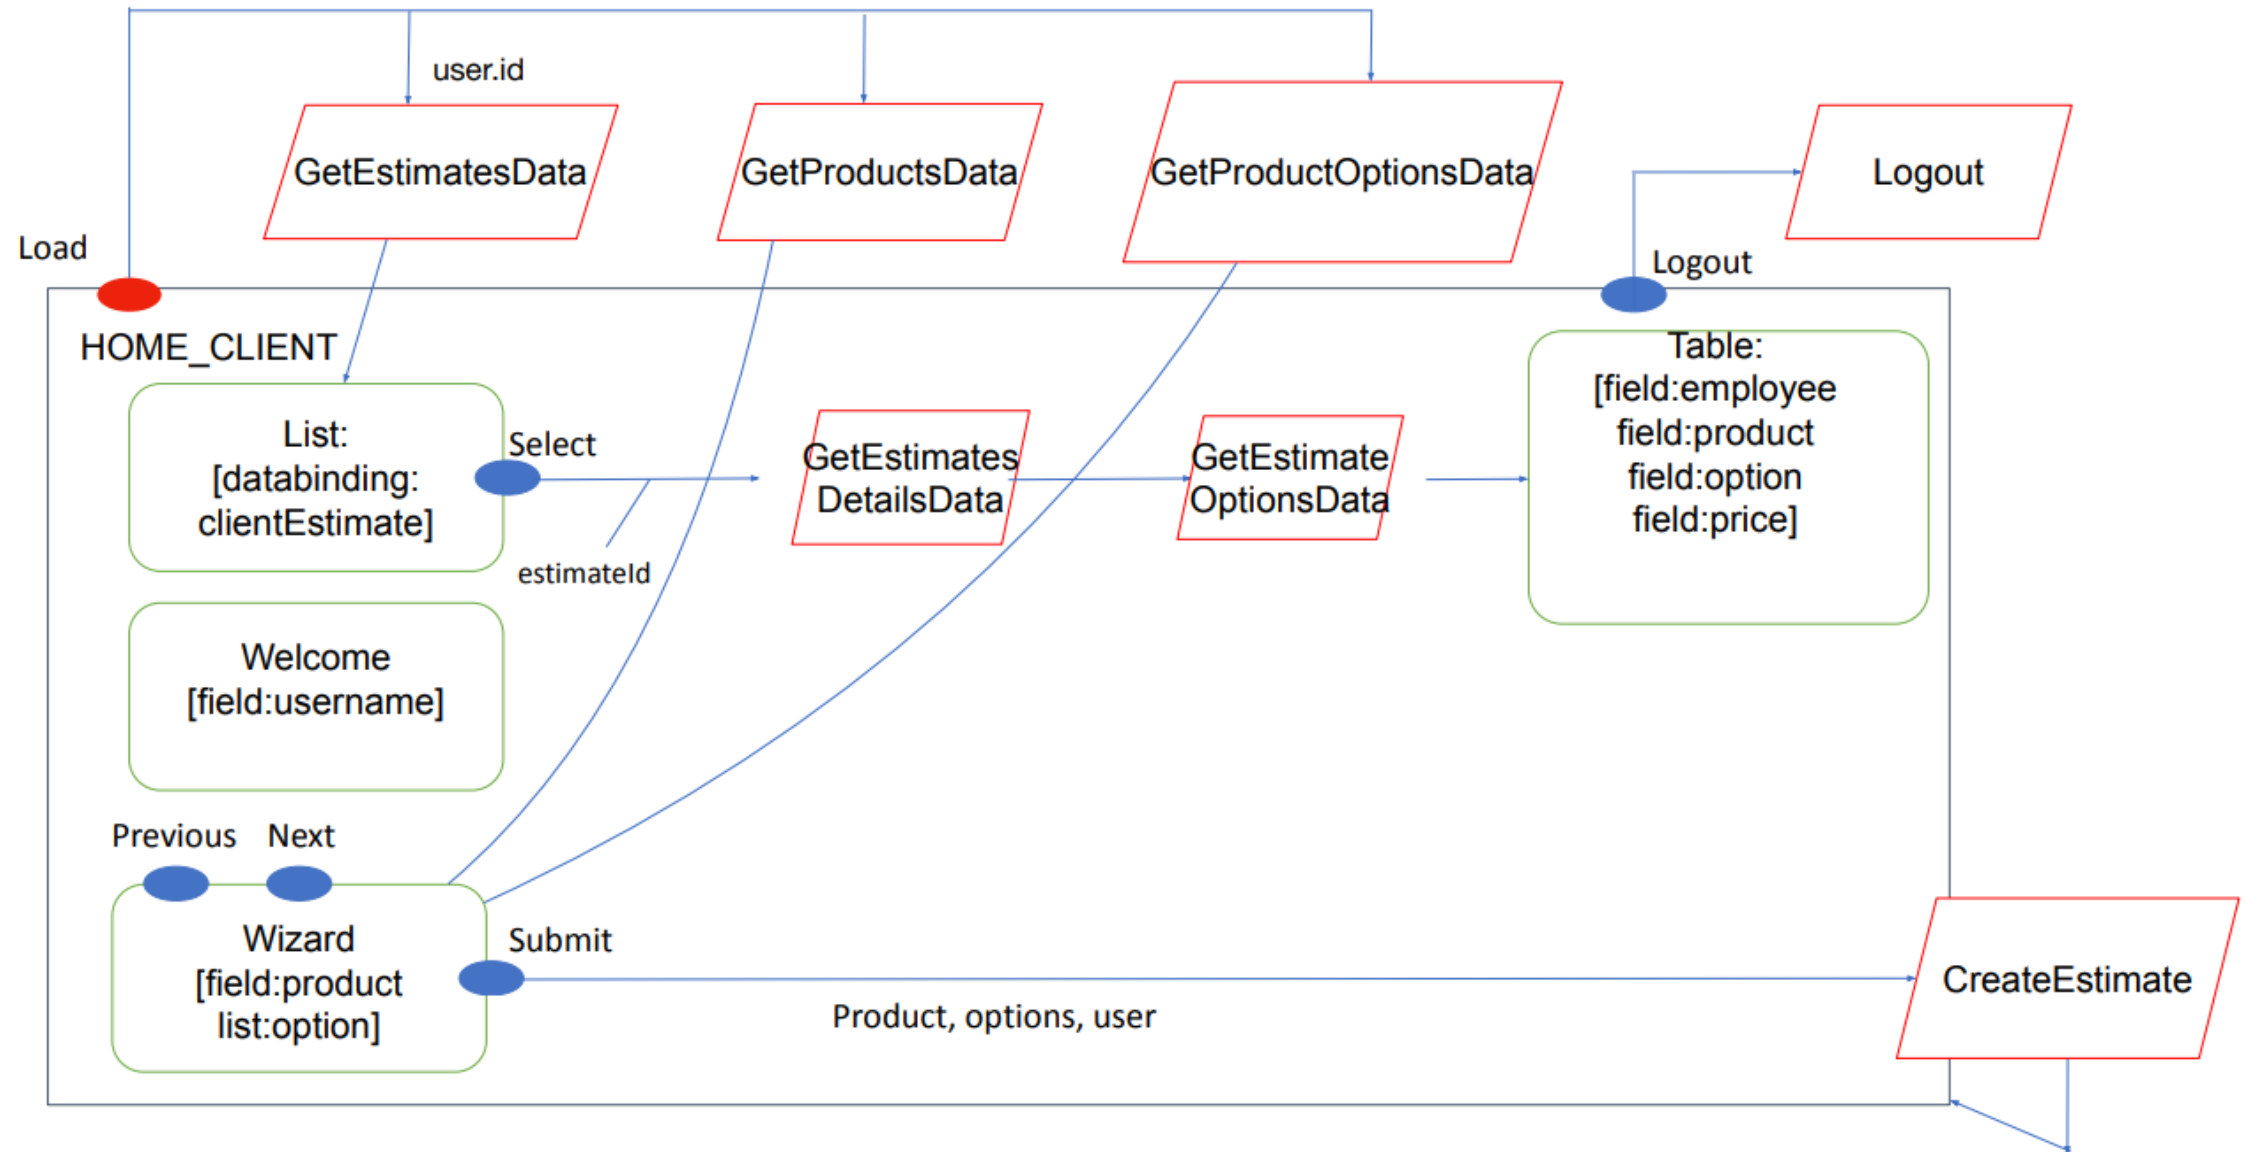 user.id
GetEstimatesData
GetProductsData
GetProductOptionsData
Logout
Load
Logout
HOME_CLIENT
List:
[databinding:
clientEstimate]
Select
estimateId
GetEstimates
DetailsData
GetEstimate
OptionsData
Table:
[field:employee
field:product
field:option
field:price]
Welcome
[field:username]
Previous
Next
Wizard
[field:product
list:option]
Submit
Product, options, user
CreateEstimate